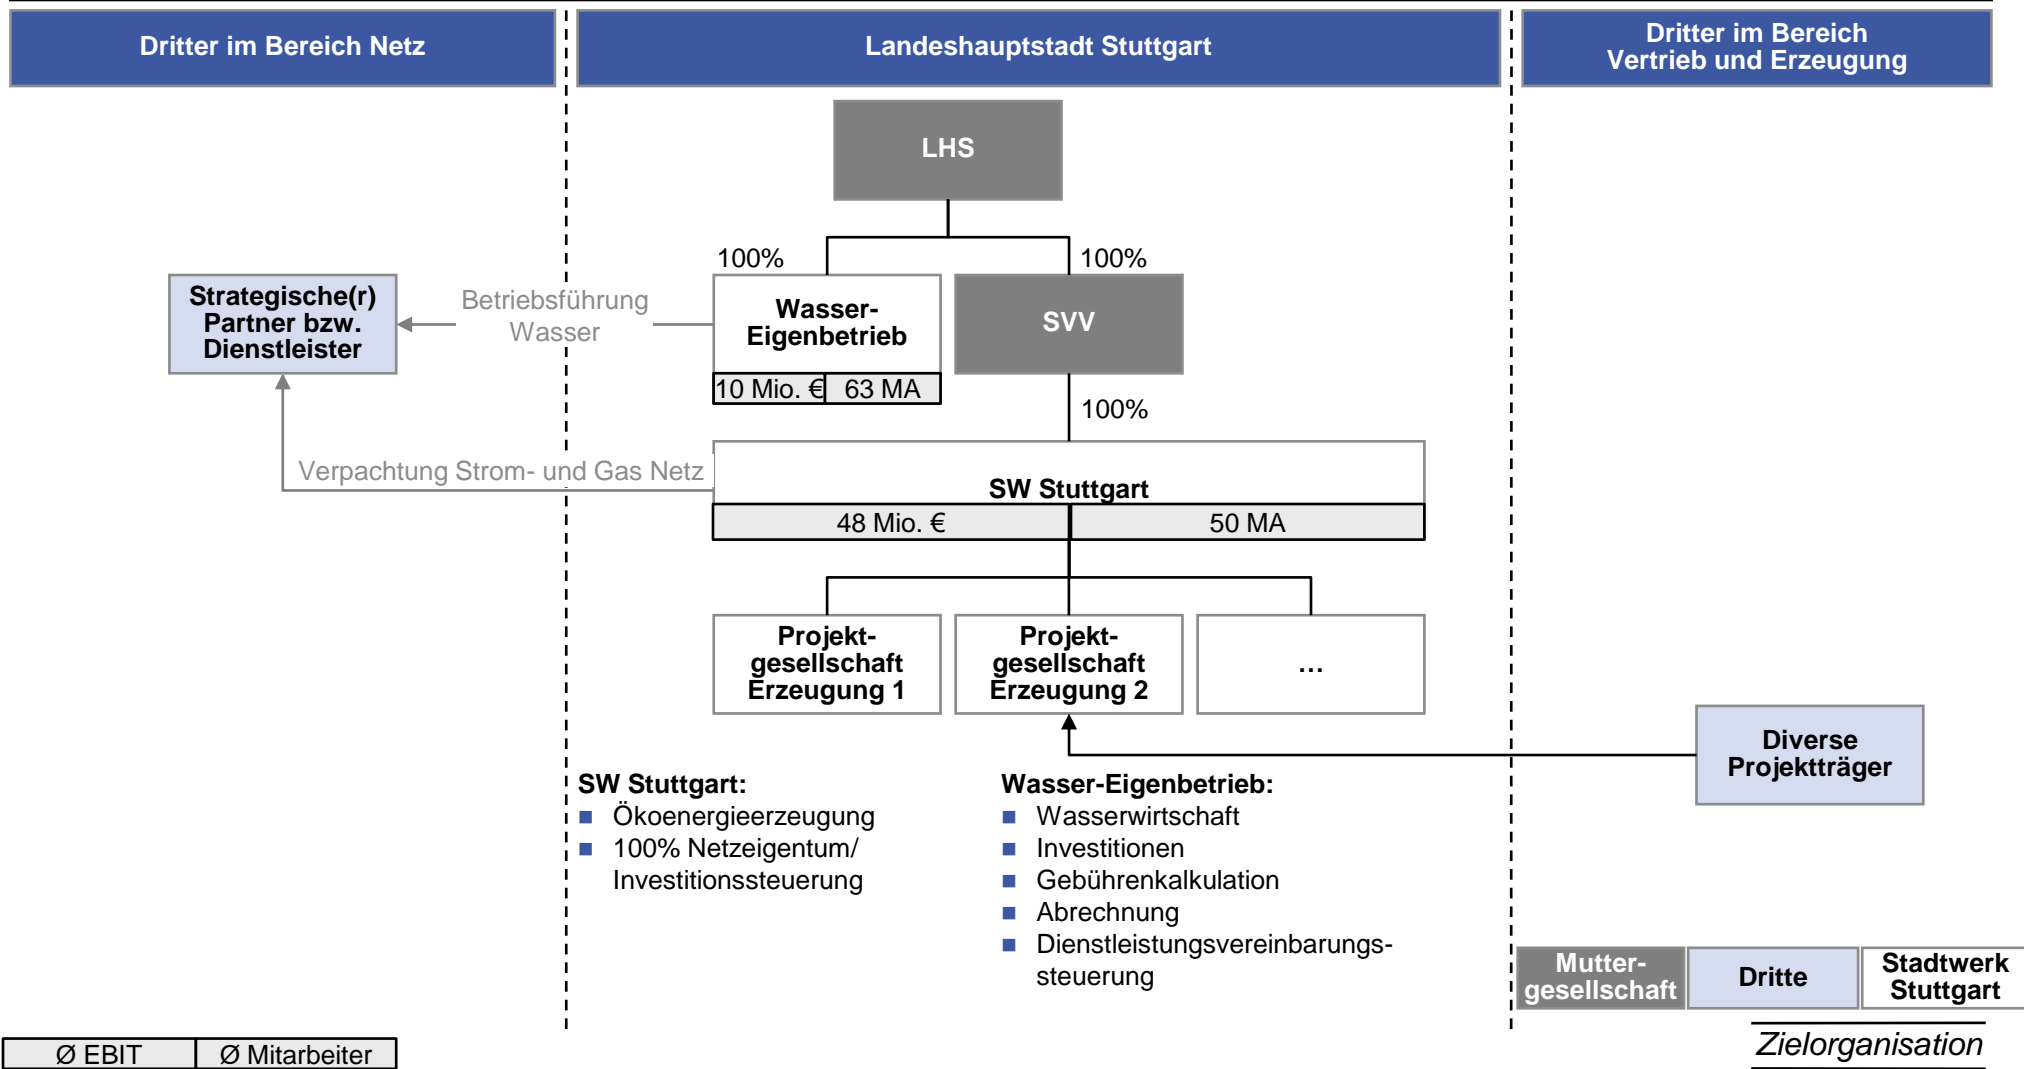 Dritter im Bereich Netz
Landeshauptstadt Stuttgart
Dritter im Bereich
Vertrieb und Erzeugung
LHS
100%
100%
Strategische(r)
Partner bzw.
Dienstleister
Betriebsführung
Wasser
Wasser-
Eigenbetrieb
SVV
10 Mio. €
63 MA
100%
Verpachtung Strom- und Gas Netz
SW Stuttgart
48 Mio. €
50 MA
Projekt-
gesellschaft
Erzeugung 1
Projekt-
gesellschaft
Erzeugung 2
...
Diverse
Projektträger
SW Stuttgart:
Ökoenergieerzeugung
100% Netzeigentum/
Investitionssteuerung
Wasser-Eigenbetrieb:
Wasserwirtschaft
Investitionen
Gebührenkalkulation
Abrechnung
Dienstleistungsvereinbarungs-
steuerung
Mutter-
gesellschaft
Dritte
Stadtwerk
Stuttgart
Ø EBIT
Ø Mitarbeiter
Zielorganisation